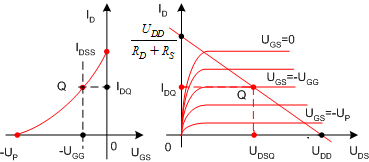 I_D
I_DSS
Q
I_DQ
-U_P
-U_GG
0
U_GS
I_D
U_DD
R_D + R_S
U_GS=0
I_DQ
U_GS=-U_GG
Q
U_GS=-U_P
0
U_DSQ
U_DD
U_DS